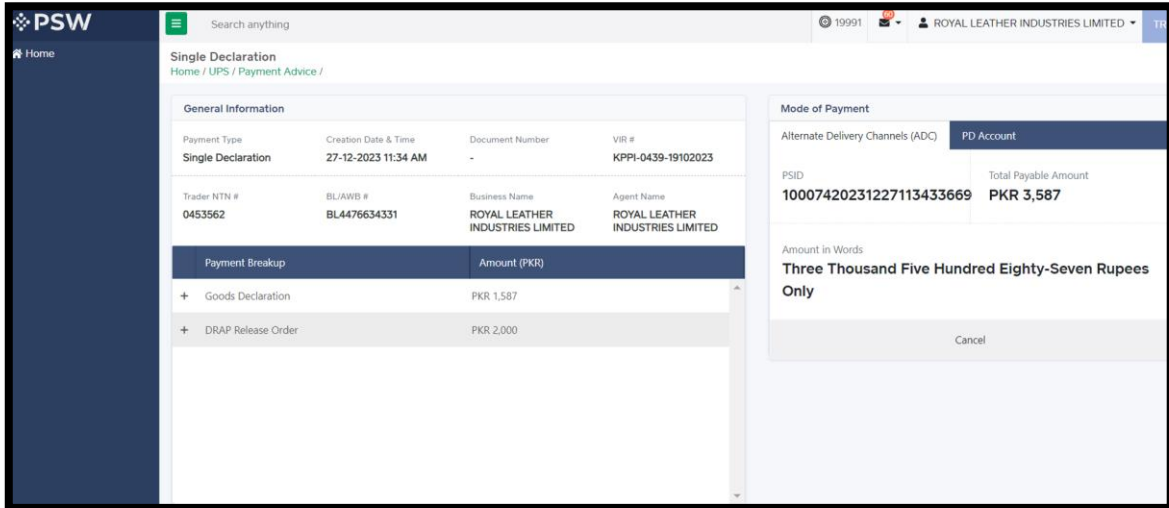 PSW
Search anything
19991
60
ROYAL LEATHER INDUSTRIES LIMITED
TR
Home
Single Declaration
Home / UPS / Payment Advice /
General Information
Payment Type
Creation Date & Time
Document Number
VIR #
Single Declaration
27-12-2023 11:34 AM
-
KPPI-0439-19102023
Trader NTN #
BL/AWB #
Business Name
Agent Name
0453562
BL4476634331
ROYAL LEATHER
INDUSTRIES LIMITED
ROYAL LEATHER
INDUSTRIES LIMITED
Payment Breakup
Amount (PKR)
+ Goods Declaration
PKR 1,587
+ DRAP Release Order
PKR 2,000
Mode of Payment
Alternate Delivery Channels (ADC)
PD Account
PSID
Total Payable Amount
10007420231227113433669
PKR 3,587
Amount in Words
Three Thousand Five Hundred Eighty-Seven Rupees
Only
Cancel